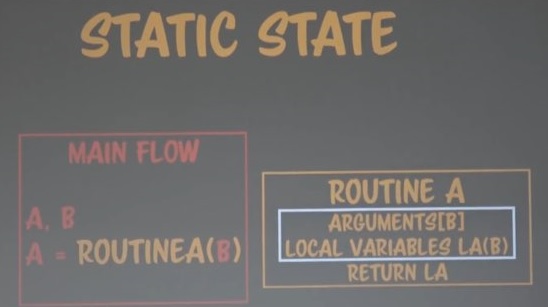 STATIC STATE
MAIN FLOW
A, B
A = ROUTINEA(B)
ROUTINE A
ARGUMENTS[B]
LOCAL VARIABLES LA(B)
RETURN LA